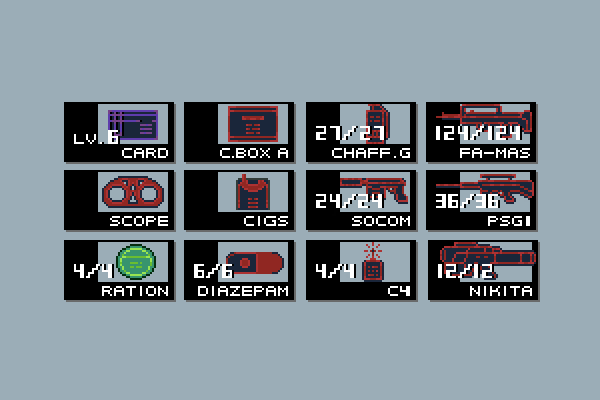 LV.6
CARD
C.BOX A
27/27
CHAFF.G
124/124
FA-MAS
SCOPE
CIGS
24/24
SOCOM
36/36
PSG1
4/4
RATION
6/6
DIAZEPAM
4/4
C4
12/12
NIKITA